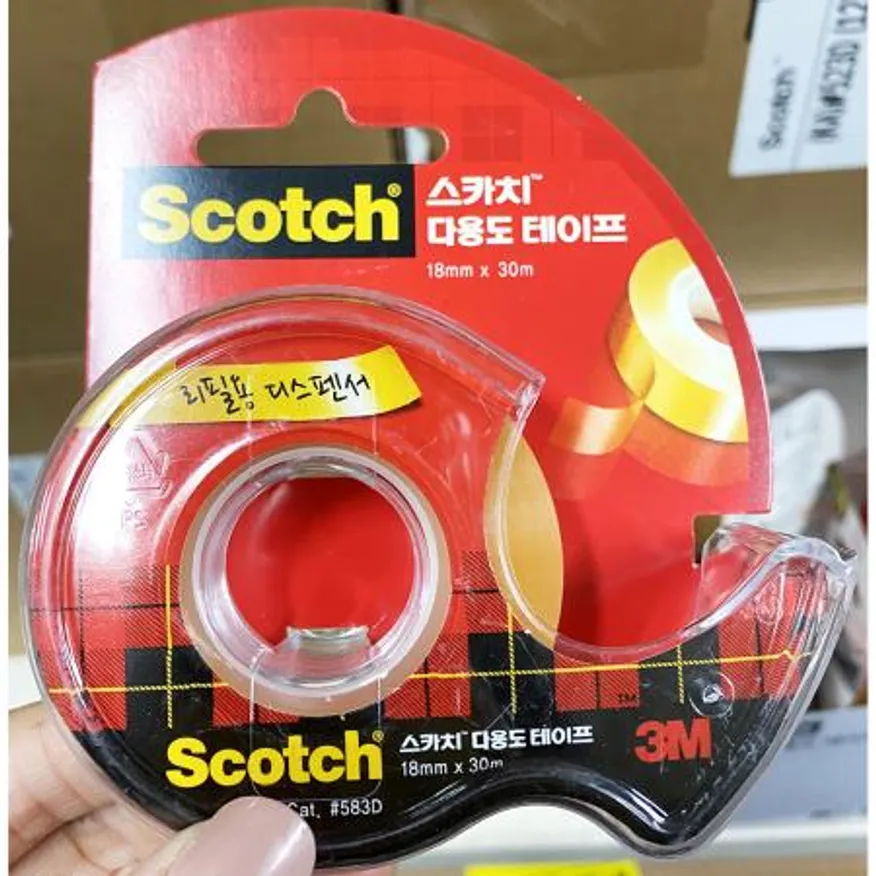 Scotch®
스카치™
다용도 테이프
18mm x 30m
리필용 디스펜서
Scotch®
스카치™ 다용도 테이프
18mm x 30m
3M
Cat. #583D
Scotch™